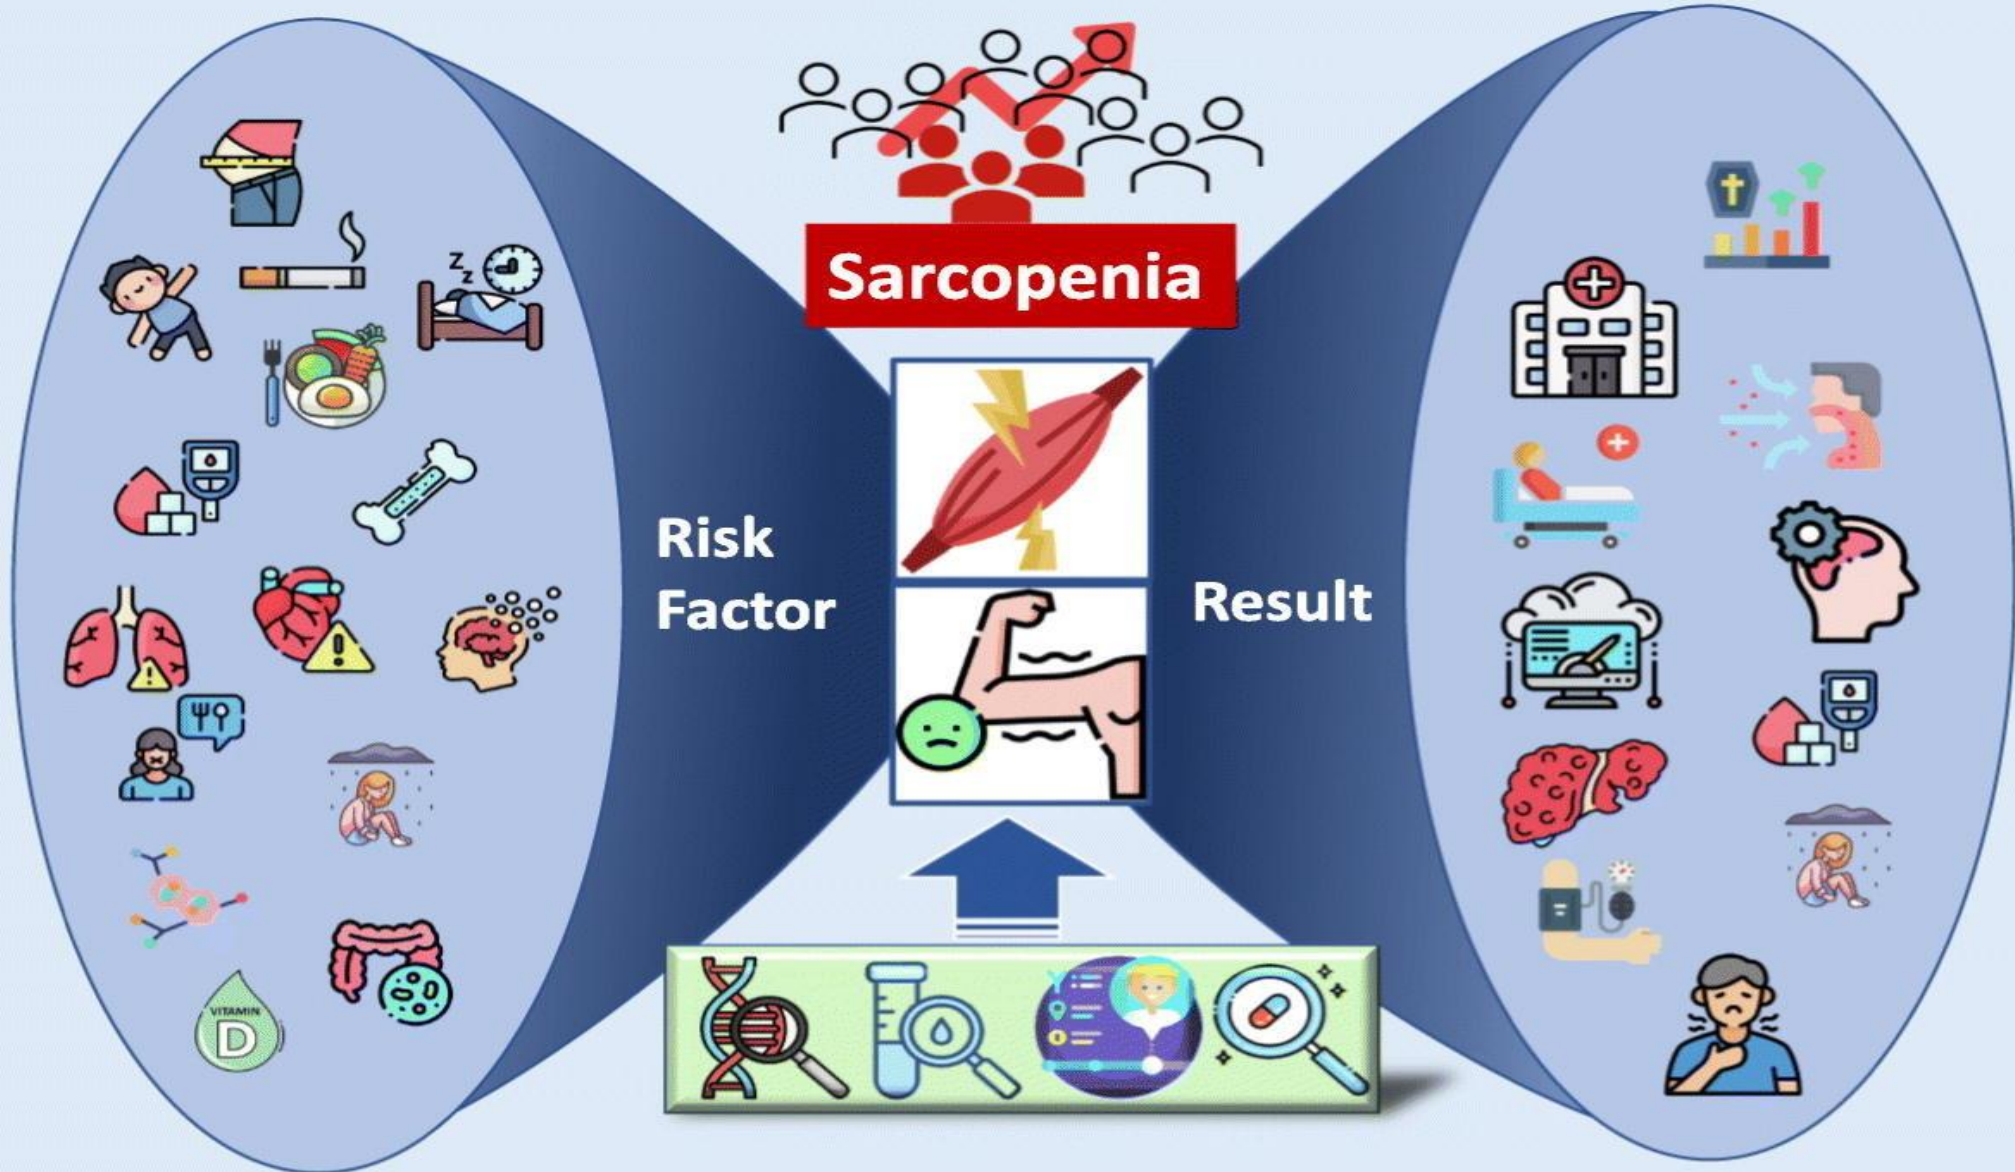 Sarcopenia
Z
Z
Risk
Factor
Result
VITAMIN
D